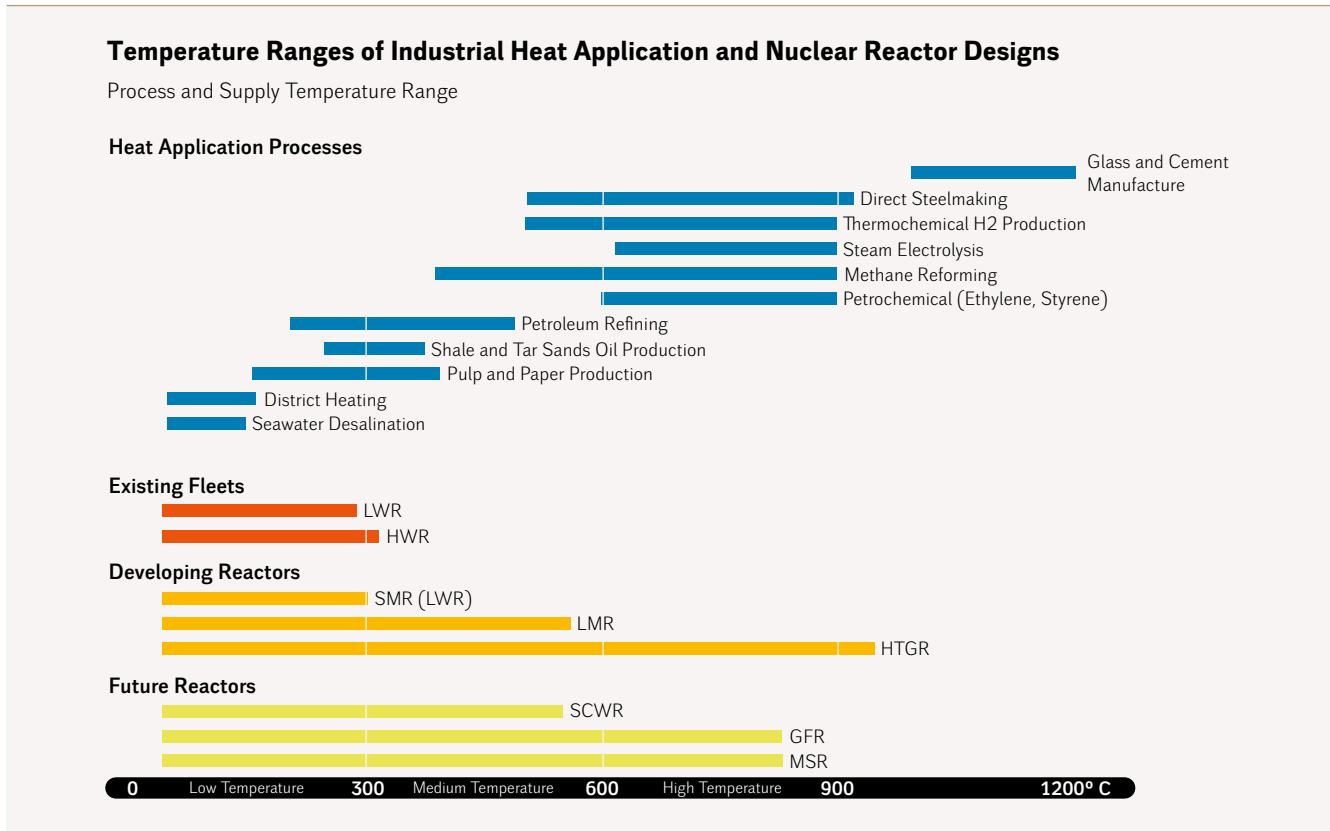 Temperature Ranges of Industrial Heat Application and Nuclear Reactor Designs
Process and Supply Temperature Range
Heat Application Processes
Glass and Cement
Manufacture
Direct Steelmaking
Thermochemical H2 Production
Steam Electrolysis
Methane Reforming
Petrochemical (Ethylene, Styrene)
Petroleum Refining
Shale and Tar Sands Oil Production
Pulp and Paper Production
District Heating
Seawater Desalination
Existing Fleets
LWR
HWR
Developing Reactors
SMR (LWR)
LMR
HTGR
Future Reactors
SCWR
GFR
MSR
0 Low Temperature 300 Medium Temperature 600 High Temperature 900 1200º C